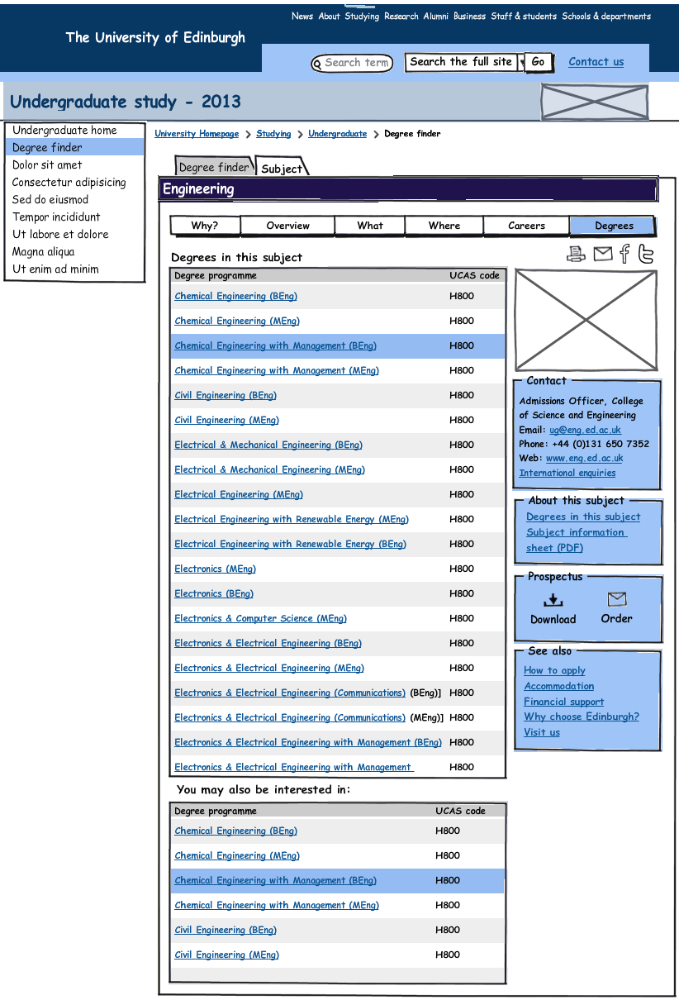 News About Studying Research Alumni Business Staff & students Schools & departments
The University of Edinburgh
Search term
Search the full site
Go
Contact us
Undergraduate study - 2013
Undergraduate home
Degree finder
Dolor sit amet
Consectetur adipisicing
Sed do eiusmod
Tempor incididunt
Ut labore et dolore
Magna aliqua
Ut enim ad minim
University Homepage > Studying > Undergraduate > Degree finder
Degree finder
Subject
Engineering
Why? Overview What Where Careers Degrees
Degrees in this subject
Degree programme UCAS code
Chemical Engineering (BEng) H800
Chemical Engineering (MEng) H800
Chemical Engineering with Management (BEng) H800
Chemical Engineering with Management (MEng) H800
Civil Engineering (BEng) H800
Civil Engineering (MEng) H800
Electrical & Mechanical Engineering (BEng) H800
Electrical & Mechanical Engineering (MEng) H800
Electrical Engineering (MEng) H800
Electrical Engineering with Renewable Energy (MEng) H800
Electrical Engineering with Renewable Energy (BEng) H800
Electronics (MEng) H800
Electronics (BEng) H800
Electronics & Computer Science (MEng) H800
Electronics & Electrical Engineering (BEng) H800
Electronics & Electrical Engineering (MEng) H800
Electronics & Electrical Engineering (Communications) (BEng)] H800
Electronics & Electrical Engineering (Communications) (MEng)] H800
Electronics & Electrical Engineering with Management (BEng) H800
Electronics & Electrical Engineering with Management H800
You may also be interested in:
Degree programme UCAS code
Chemical Engineering (BEng) H800
Chemical Engineering (MEng) H800
Chemical Engineering with Management (BEng) H800
Chemical Engineering with Management (MEng) H800
Civil Engineering (BEng) H800
Civil Engineering (MEng) H800
Contact
Admissions Officer, College
of Science and Engineering
Email: ug@eng.ed.ac.uk
Phone: +44 (0)131 650 7352
Web: www.eng.ed.ac.uk
International enquiries
About this subject
Degrees in this subject
Subject information
sheet (PDF)
Prospectus
Download Order
See also
How to apply
Accommodation
Financial support
Why choose Edinburgh?
Visit us